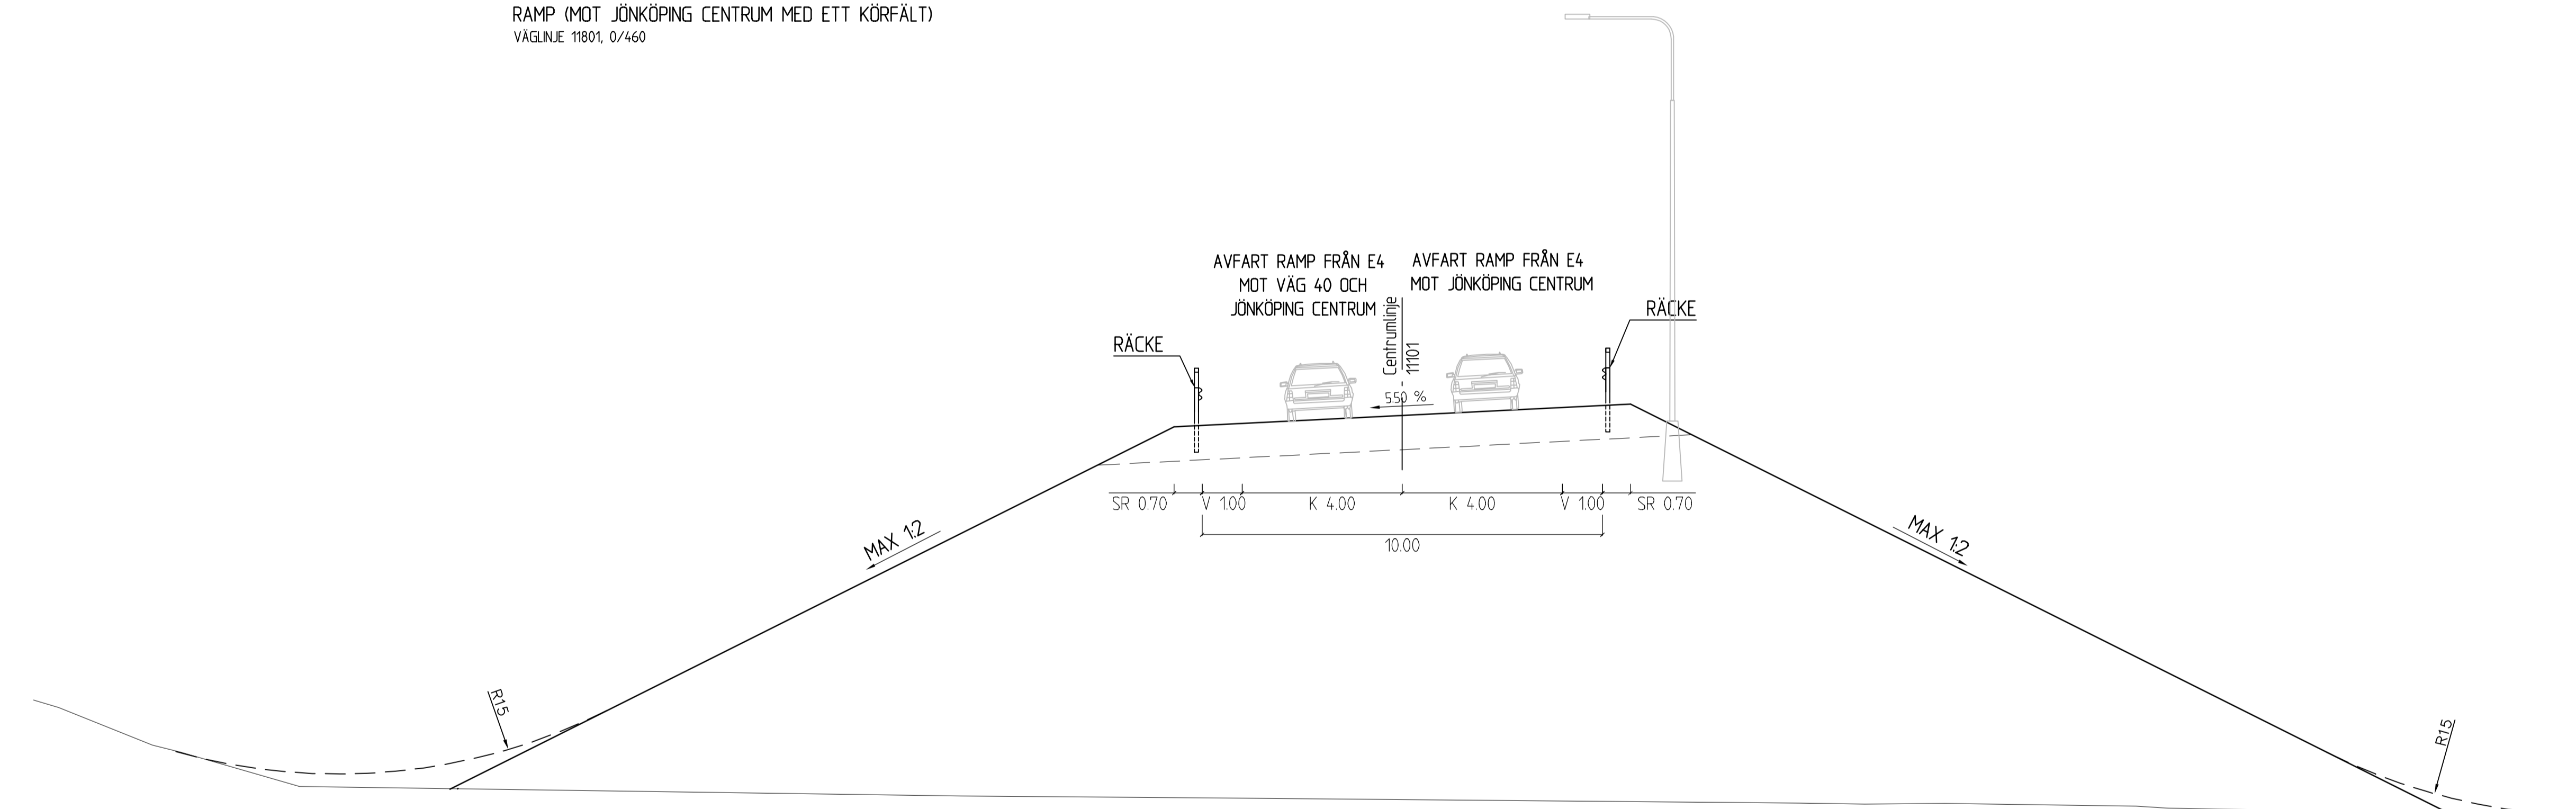 RAMP (MOT JÖNKÖPING CENTRUM MED ETT KÖRFÄLT)
VÄGLINJE 11801, 0/460
AVFART RAMP FRÅN E4
MOT VÄG 40 OCH
JÖNKÖPING CENTRUM
AVFART RAMP FRÅN E4
MOT JÖNKÖPING CENTRUM
Centrumlinje
11101
RÄCKE
RÄCKE
5.50 %
SR 0.70 V 1.00 K 4.00 K 4.00 V 1.00 SR 0.70
10.00
MAX 1:2
MAX 1:2
R15
R15